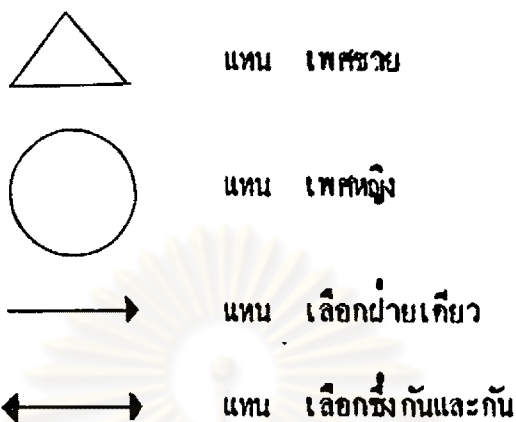 แทน เพศชาย
แทน เพศหญิง
แทน เลือกฝ่ายเดียว
แทน เลือกซึ่งกันและกัน